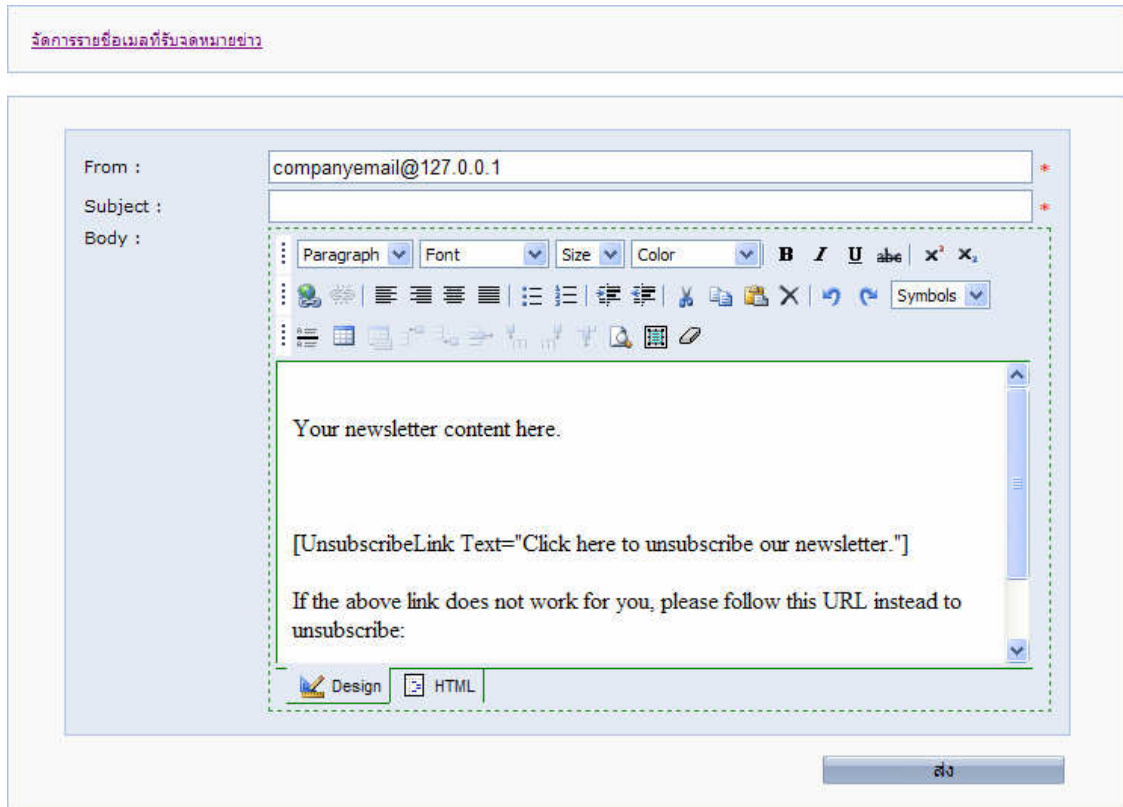 จัดการรายชื่อเมลที่รับจดหมายข่าว
From : companyemail@127.0.0.1 *
Subject : *
Body :
Paragraph Font Size Color B I U abc x² x₂
Symbols
Your newsletter content here.
[UnsubscribeLink Text="Click here to unsubscribe our newsletter."]
If the above link does not work for you, please follow this URL instead to
unsubscribe:
Design HTML
ส่ง